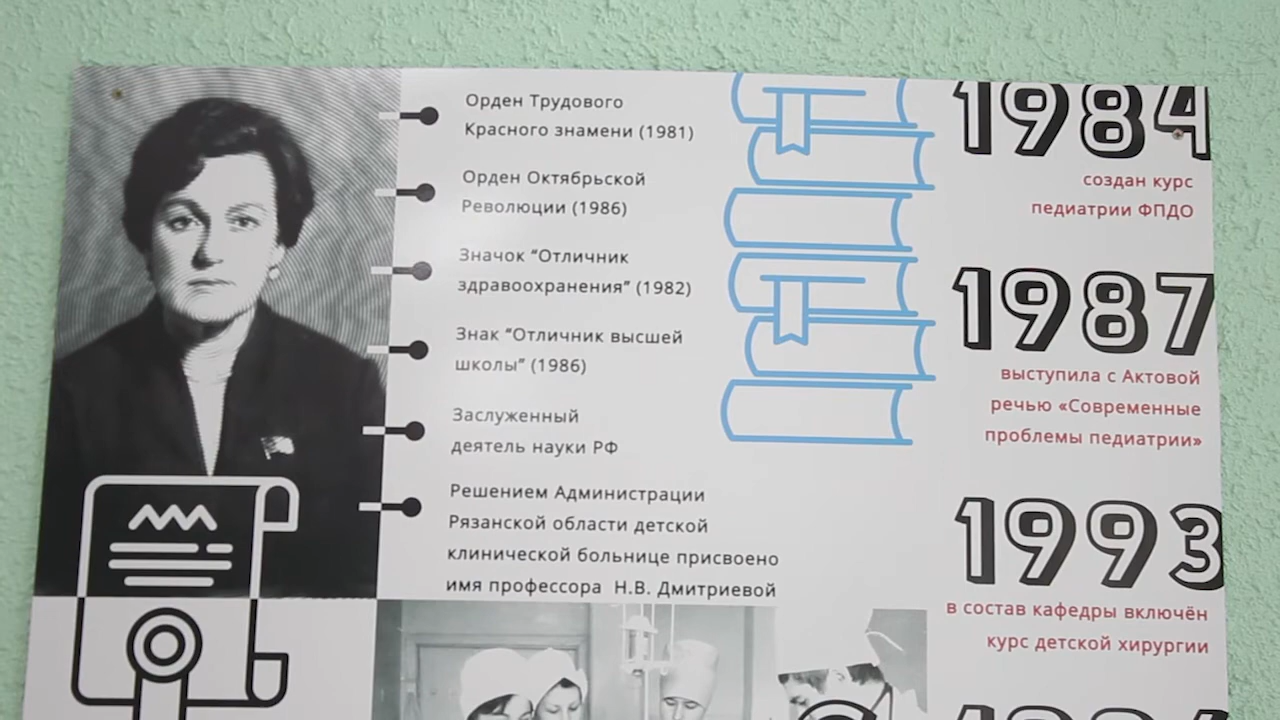 Орден Трудового
Красного знамени (1981)
Орден Октябрьской
Революции (1986)
Значок “Отличник
здравоохранения” (1982)
Знак “Отличник высшей
школы” (1986)
Заслуженный
деятель науки РФ
Решением Администрации
Рязанской области детской
клинической больнице присвоено
имя профессора Н.В. Дмитриевой
1984
создан курс
педиатрии ФПДО
1987
выступила с Актовой
речью «Современные
проблемы педиатрии»
1993
в состав кафедры включён
курс детской хирургии